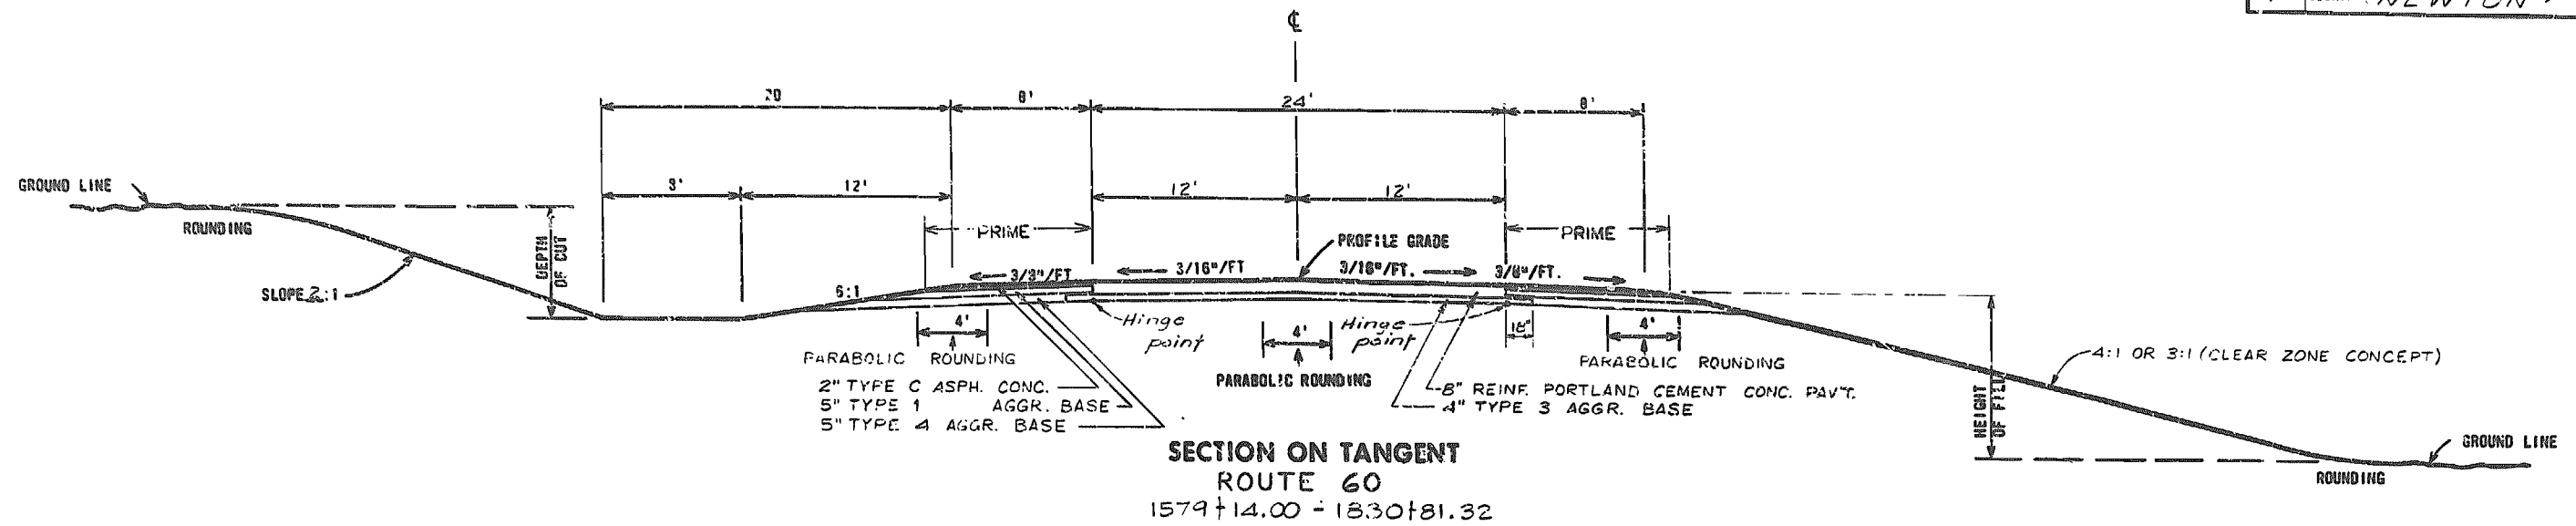 NEWTON
℄
20 8' 24' 8'
GROUND LINE
8' 12' 12' 12'
ROUNDING
DEPTH OF CUT
PRIME
PROFILE GRADE
PRIME
SLOPE 2:1
6:1
3/8"/FT
3/16"/FT
3/16"/FT.
3/8"/FT.
4'
Hinge point
4'
Hinge point
18"
4'
PARABOLIC ROUNDING
PARABOLIC ROUNDING
PARABOLIC ROUNDING
4:1 OR 3:1 (CLEAR ZONE CONCEPT)
2" TYPE C ASPH. CONC.
5" TYPE 1 AGGR. BASE
5" TYPE 4 AGGR. BASE
8" REINF. PORTLAND CEMENT CONC. PAV'T.
4" TYPE 3 AGGR. BASE
HEIGHT OF FILL
GROUND LINE
ROUNDING
SECTION ON TANGENT
ROUTE 60
1579+14.00 - 1830+81.32